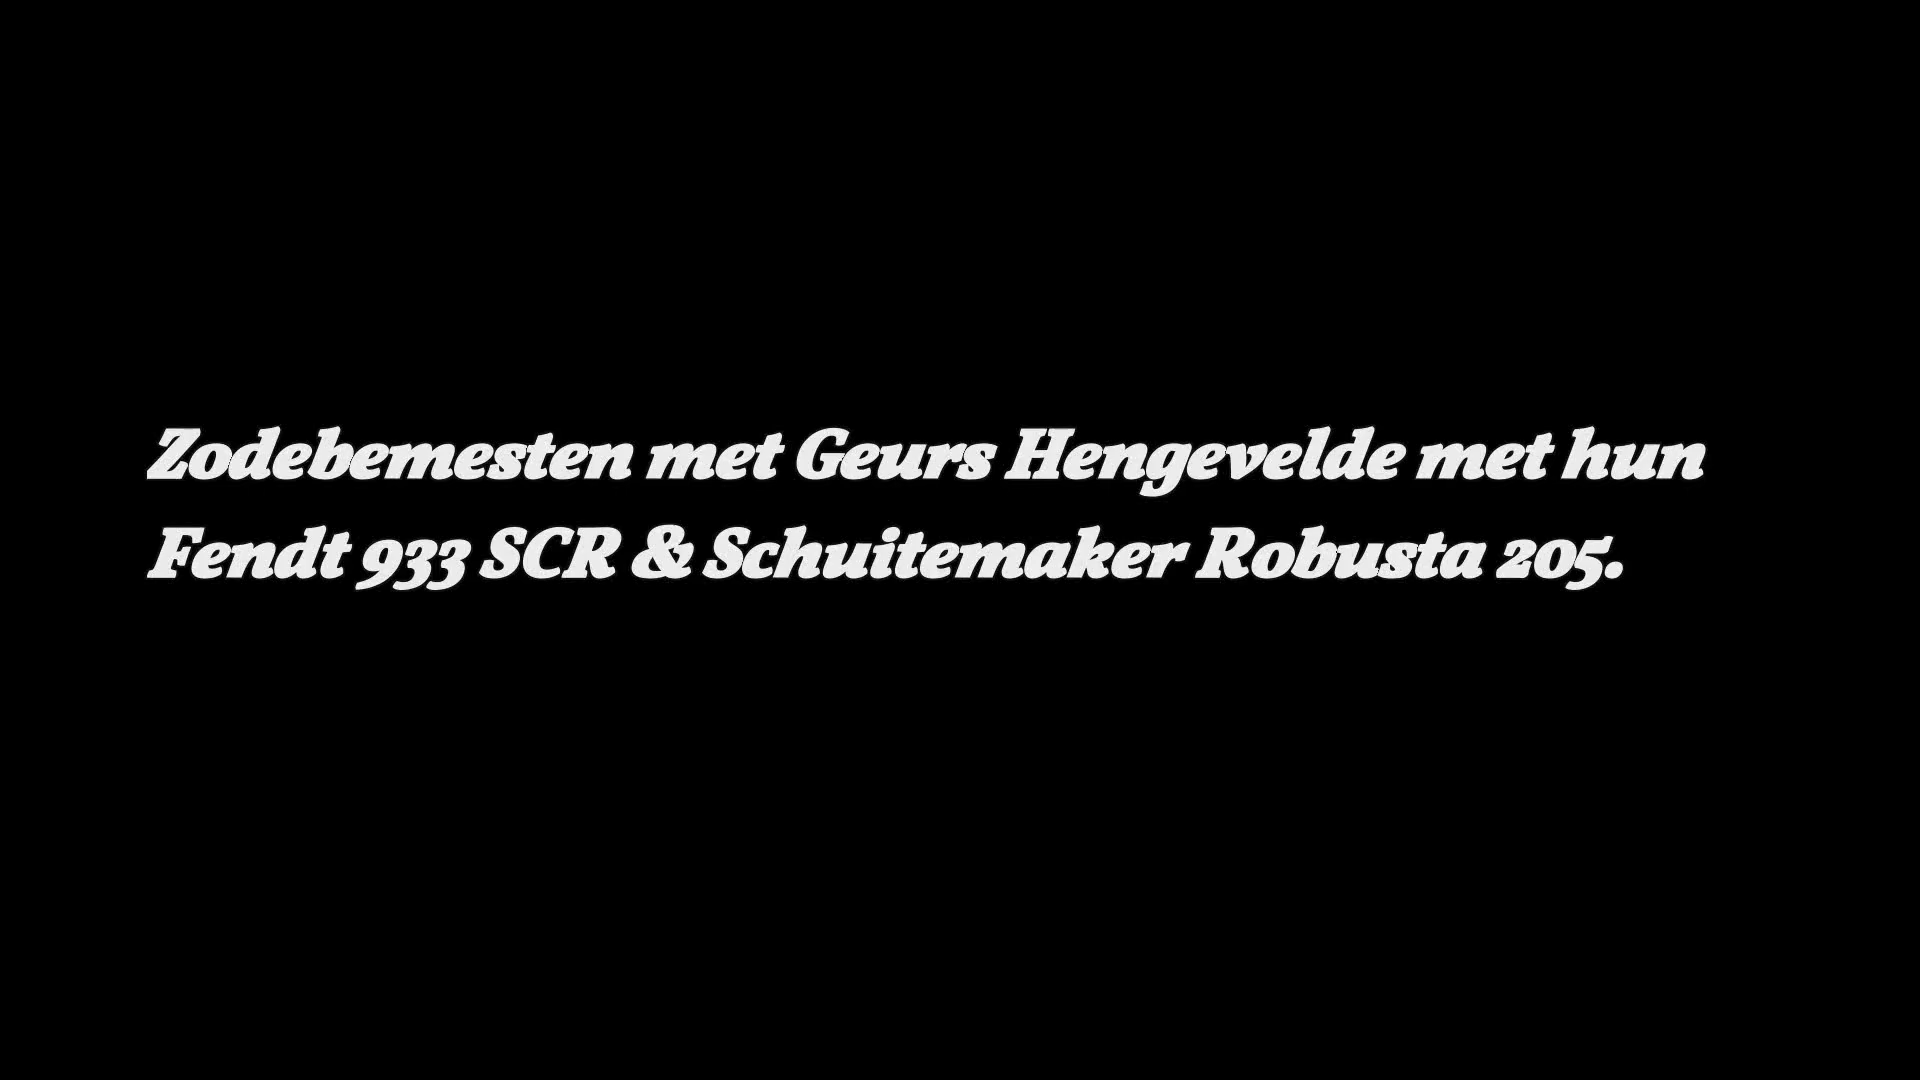 Zodebemesten met Geurs Hengevelde met hun
Fendt 933 SCR & Schuitemaker Robusta 205.